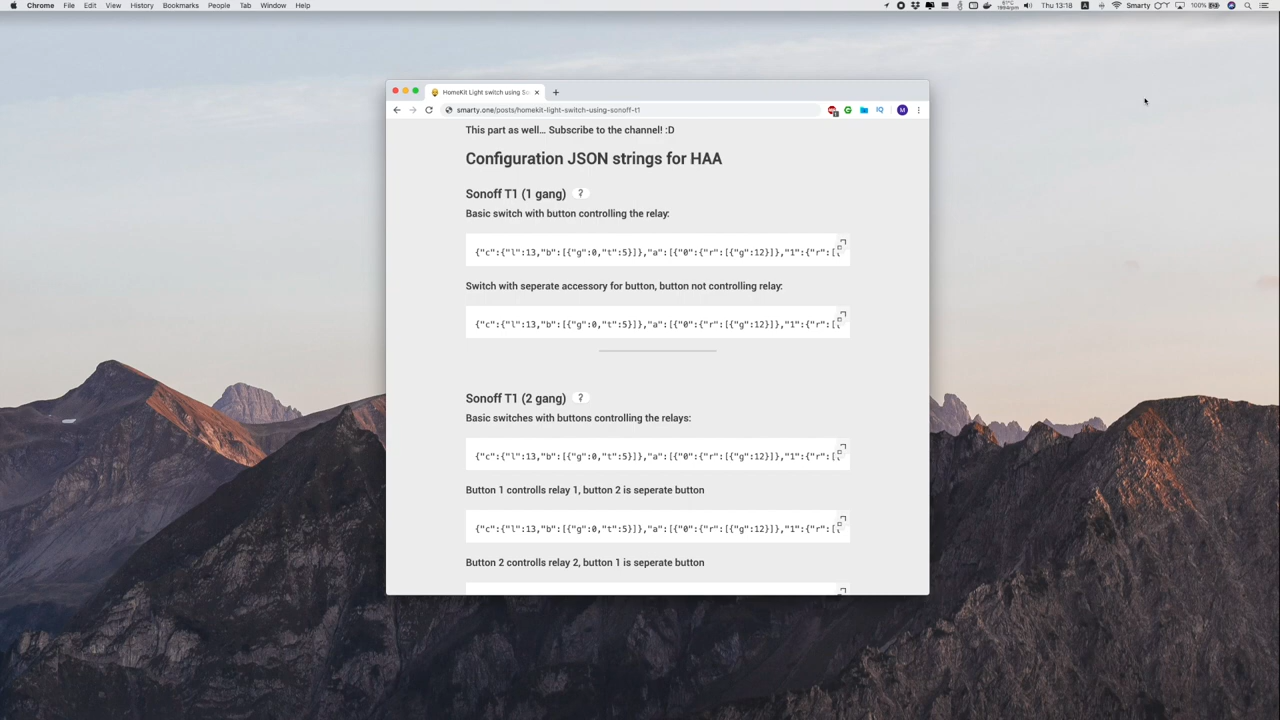 Chrome File Edit View History Bookmarks People Tab Window Help
Thu 13:18 Smarty 100%
HomeKit Light switch using So
smarty.one/posts/homekit-light-switch-using-sonoff-t1
This part as well… Subscribe to the channel! :D
Configuration JSON strings for HAA
Sonoff T1 (1 gang) ?
Basic switch with button controlling the relay:
{"c":{"l":13,"b":[{"g":0,"t":5}]},"a":[{"0":{"r":[{"g":12}]},"1":{"r":[{
Switch with seperate accessory for button, button not controlling relay:
{"c":{"l":13,"b":[{"g":0,"t":5}]},"a":[{"0":{"r":[{"g":12}]},"1":{"r":[{
Sonoff T1 (2 gang) ?
Basic switches with buttons controlling the relays:
{"c":{"l":13,"b":[{"g":0,"t":5}]},"a":[{"0":{"r":[{"g":12}]},"1":{"r":[{
Button 1 controls relay 1, button 2 is seperate button
{"c":{"l":13,"b":[{"g":0,"t":5}]},"a":[{"0":{"r":[{"g":12}]},"1":{"r":[{
Button 2 controlls relay 2, button 1 is seperate button